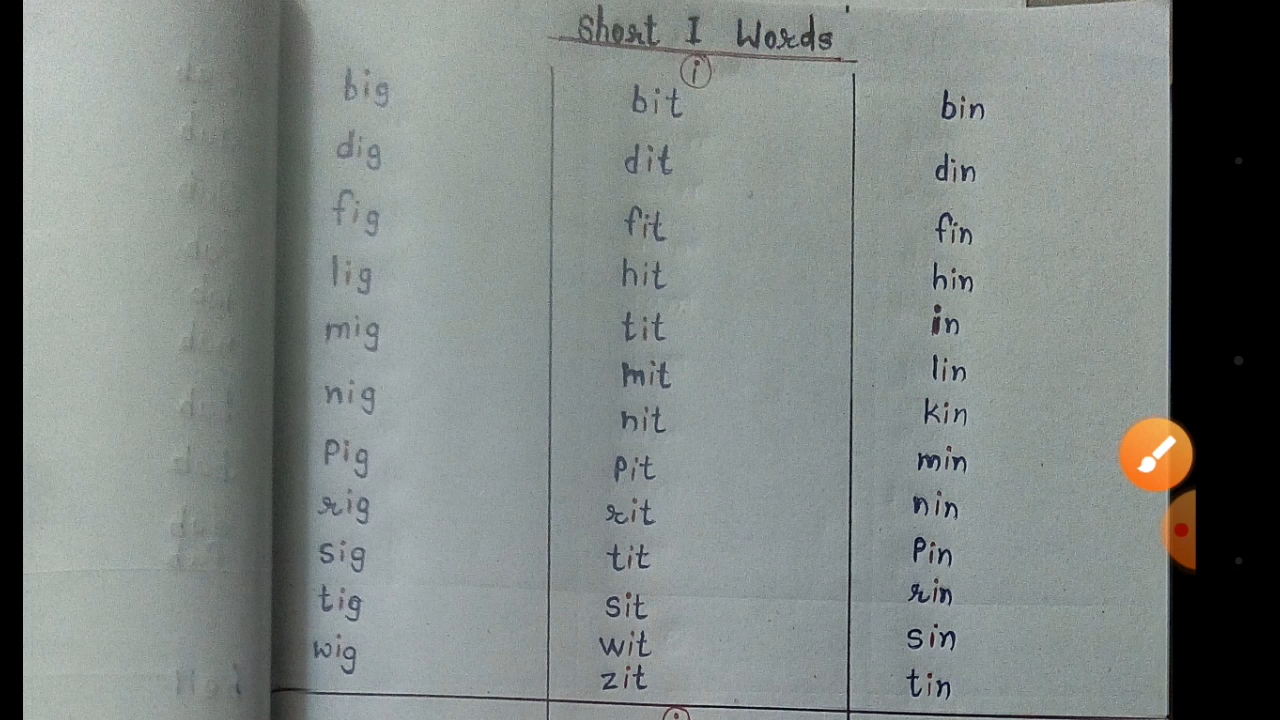 Short I Words
i
big
dig
fig
lig
mig
nig
Pig
rig
sig
tig
wig
bit
dit
fit
hit
tit
mit
nit
Pit
rit
tit
sit
wit
zit
bin
din
fin
hin
in
lin
kin
min
nin
Pin
rin
sin
tin
i